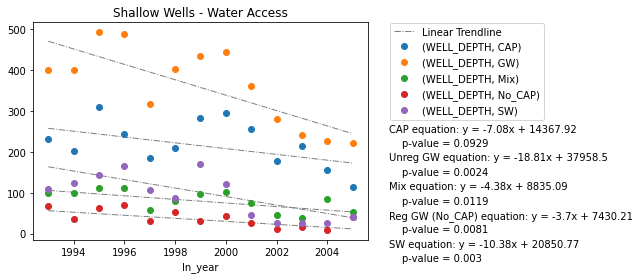 Shallow Wells - Water Access
500
400
300
200
100
0
1994
1996
1998
2000
2002
2004
In_year
Linear Trendline
(WELL_DEPTH, CAP)
(WELL_DEPTH, GW)
(WELL_DEPTH, Mix)
(WELL_DEPTH, No_CAP)
(WELL_DEPTH, SW)
CAP equation: y = -7.08x + 14367.92
p-value = 0.0929
Unreg GW equation: y = -18.81x + 37958.5
p-value = 0.0024
Mix equation: y = -4.38x + 8835.09
p-value = 0.0119
Reg GW (No_CAP) equation: y = -3.7x + 7430.21
p-value = 0.0081
SW equation: y = -10.38x + 20850.77
p-value = 0.003